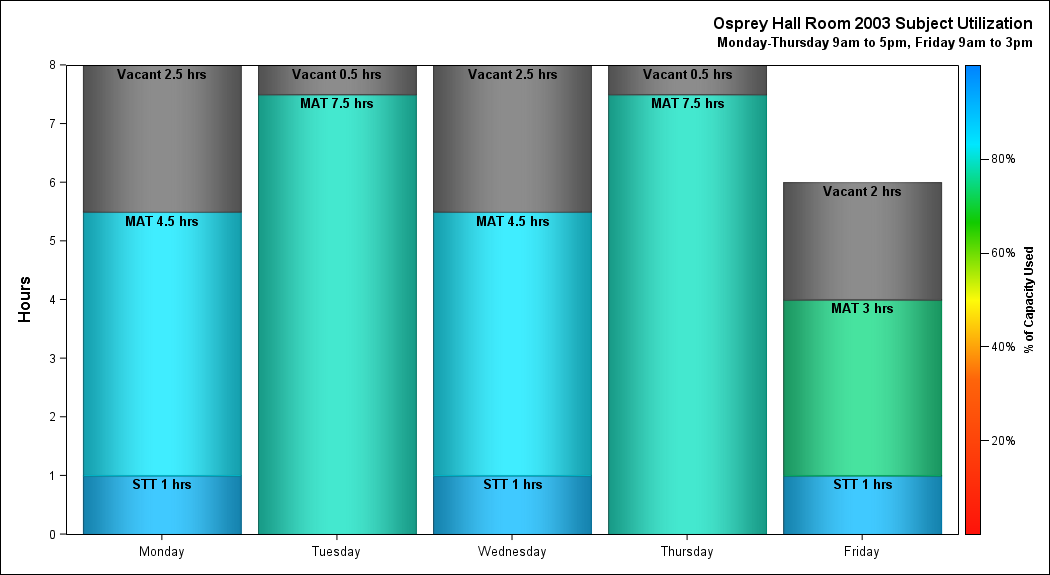 Osprey Hall Room 2003 Subject Utilization
Monday-Thursday 9am to 5pm, Friday 9am to 3pm
Hours
8
7
6
5
4
3
2
1
0
Vacant 2.5 hrs
MAT 4.5 hrs
STT 1 hrs
Vacant 0.5 hrs
MAT 7.5 hrs
Vacant 2.5 hrs
MAT 4.5 hrs
STT 1 hrs
Vacant 0.5 hrs
MAT 7.5 hrs
Vacant 2 hrs
MAT 3 hrs
STT 1 hrs
Monday
Tuesday
Wednesday
Thursday
Friday
80%
60%
40%
20%
% of Capacity Used